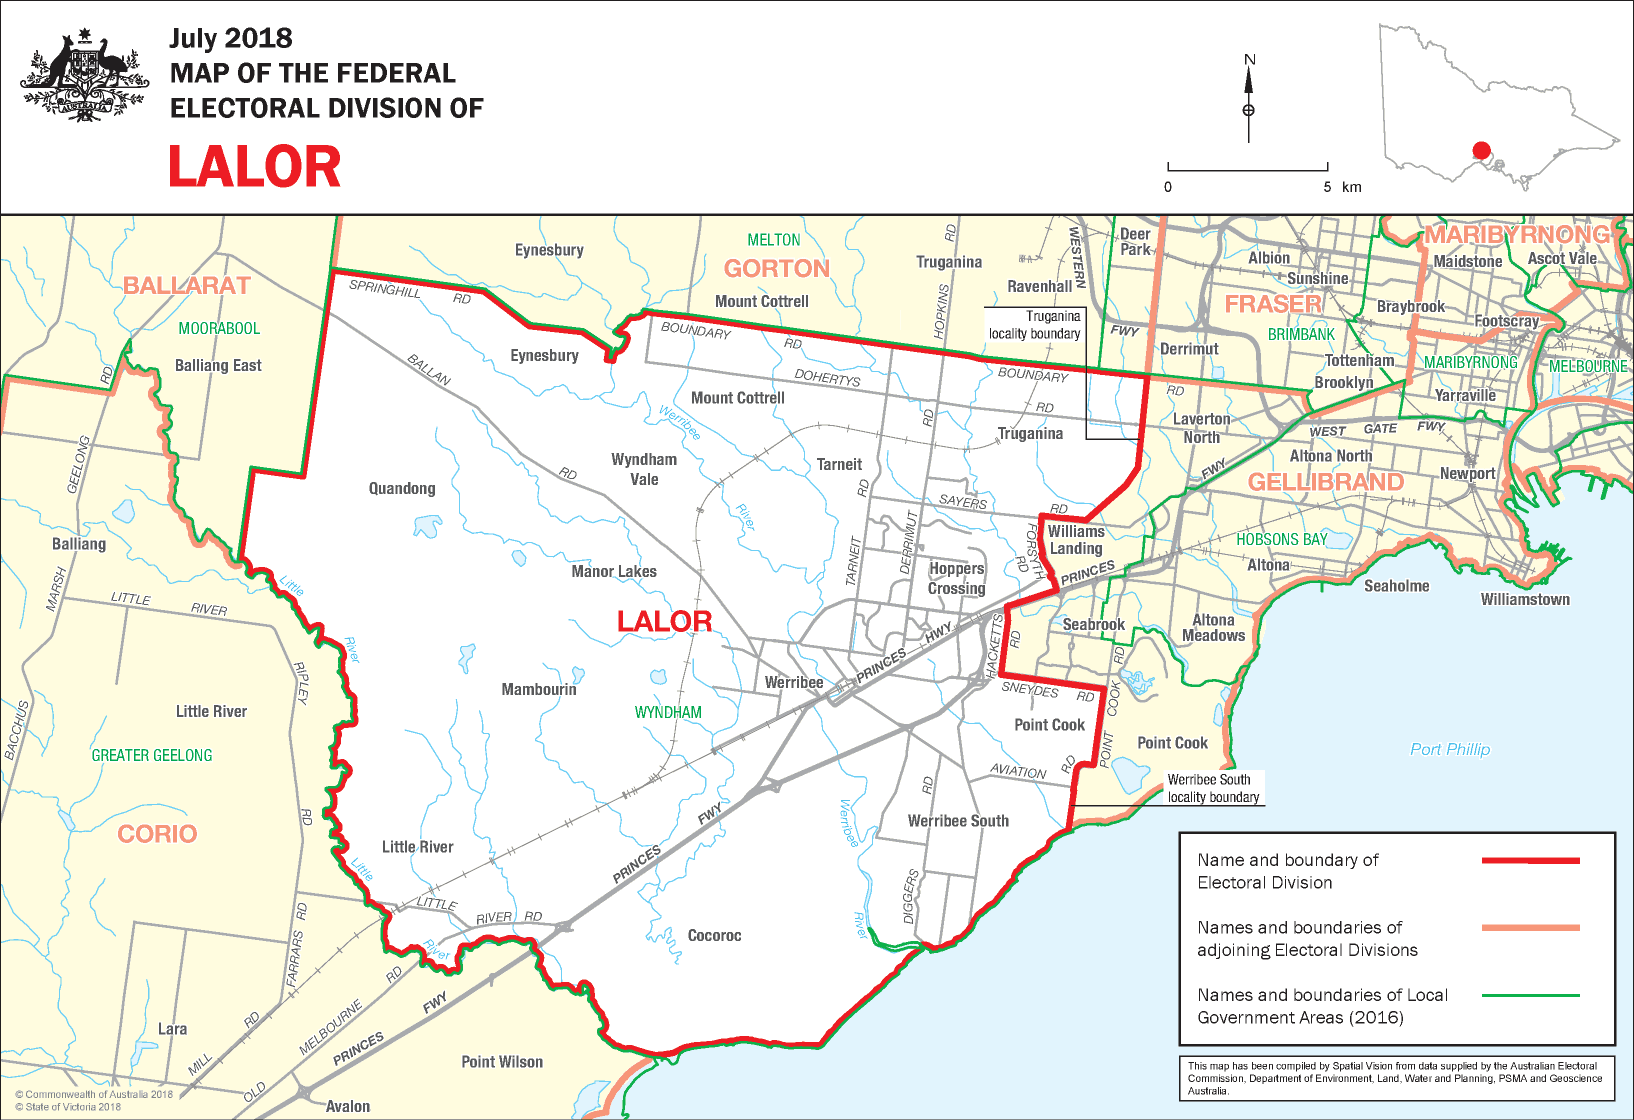 July 2018
MAP OF THE FEDERAL
ELECTORAL DIVISION OF
LALOR
AUSTRALIA
N
0 5 km
BALLARAT
MOORABOOL
Balliang East
Eynesbury
MELTON
GORTON
Mount Cottrell
Truganina
HOPKINS RD
Ravenhall
WESTERN
FWY
Deer
Park
Albion
Sunshine
FRASER
BRIMBANK
Derrimut
MARIBYRNONG
Maidstone
Ascot Vale
Braybrook
Footscray
Tottenham
Brooklyn
MARIBYRNONG
MELBOURNE
Yarraville
Truganina
locality boundary
SPRINGHILL RD
Eynesbury
BOUNDARY RD
BOUNDARY RD
BALLAN RD
DOHERTYS RD
Mount Cottrell
Werribee
River
Truganina
Laverton
North
WEST GATE FWY
FWY
Altona North
Newport
GELLIBRAND
HOBSONS BAY
Altona
Seaholme
Williamstown
Wyndham
Vale
Tarneit
RD
TARNEIT
RD
DERRIMUT
SAYERS RD
FORSYTH
RD
Williams
Landing
PRINCES
Quandong
Manor Lakes
Hoppers
Crossing
LALOR
PRINCES HWY
HACKETTS
RD
Seabrook
Altona
Meadows
Mambourin
WYNDHAM
Werribee
SNEYDES RD
Point Cook
POINT COOK RD
Point Cook
AVIATION RD
Port Phillip
Werribee South
locality boundary
Werribee South
RD
DIGGERS
Werribee
River
Balliang
GEELONG
RD
MARSH
BACCHUS
LITTLE RIVER
RIPLEY
RD
Little
River
Little River
GREATER GEELONG
CORIO
Little River
Little
River
LITTLE RIVER RD
PRINCES FWY
Cocoroc
FARRARS RD
Lara
MILL RD
OLD MELBOURNE RD
PRINCES FWY
Point Wilson
Avalon
Name and boundary of
Electoral Division
Names and boundaries of
adjoining Electoral Divisions
Names and boundaries of Local
Government Areas (2016)
This map has been compiled by Spatial Vision from data supplied by the Australian Electoral
Commission, Department of Environment, Land, Water and Planning, PSMA and Geoscience
Australia.
© Commonwealth of Australia 2018
© State of Victoria 2018